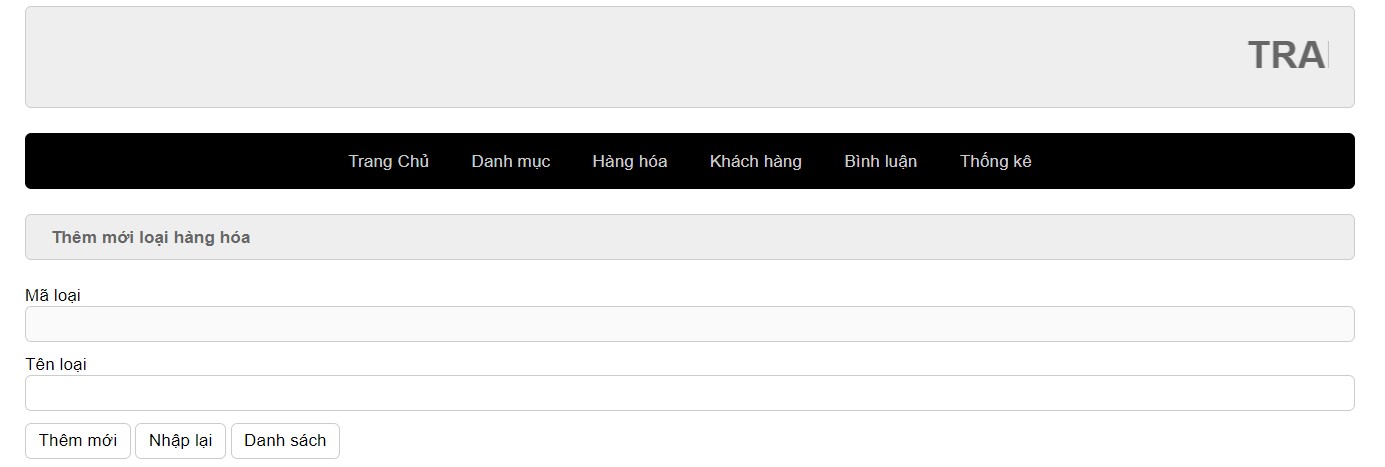 TRA
Trang Chủ Danh mục Hàng hóa Khách hàng Bình luận Thống kê
Thêm mới loại hàng hóa
Mã loại
Tên loại
Thêm mới Nhập lại Danh sách